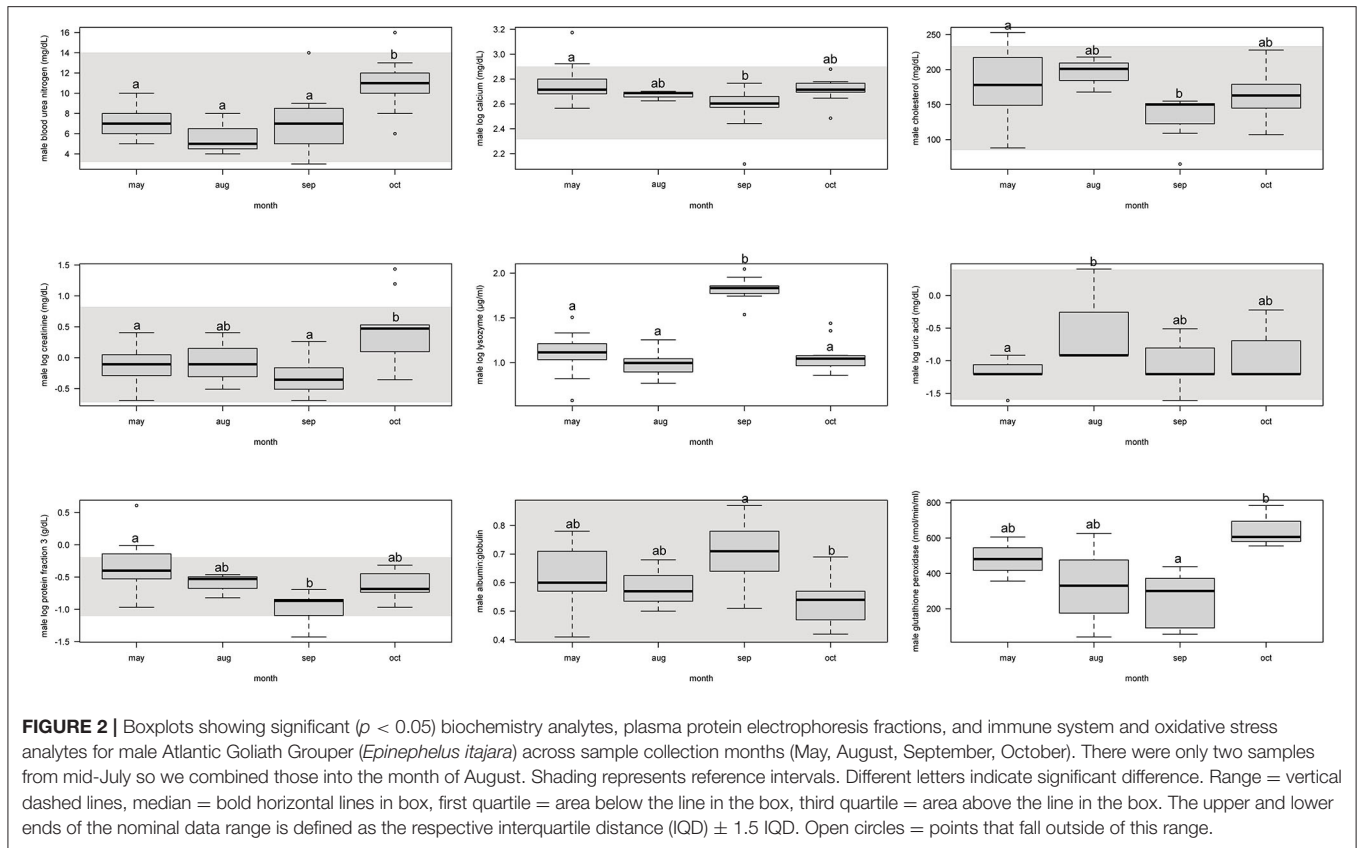 male blood urea nitrogen (mg/dL)
16
14
12
10
8
6
4
a
a
a
b
may
aug
sep
oct
month
male log calcium (mg/dL)
3.2
3.0
2.8
2.6
2.4
2.2
a
ab
b
ab
may
aug
sep
oct
month
male cholesterol (mg/dL)
250
200
150
100
a
ab
b
ab
may
aug
sep
oct
month
male log creatinine (mg/dL)
1.5
1.0
0.5
0.0
-0.5
a
ab
a
b
may
aug
sep
oct
month
male log lysozyme (µg/ml)
2.0
1.5
1.0
a
a
b
a
may
aug
sep
oct
month
male log uric acid (mg/dL)
0.0
-0.5
-1.0
-1.5
a
b
ab
ab
may
aug
sep
oct
month
male log protein fraction 3 (g/dL)
0.5
0.0
-0.5
-1.0
-1.5
a
ab
b
ab
may
aug
sep
oct
month
male albumin:globulin
0.8
0.7
0.6
0.5
0.4
ab
ab
a
b
may
aug
sep
oct
month
male glutathione peroxidase (nmol/min/ml)
800
600
400
200
ab
ab
a
b
may
aug
sep
oct
month
FIGURE 2 | Boxplots showing significant (p < 0.05) biochemistry analytes, plasma protein electrophoresis fractions, and immune system and oxidative stress
analytes for male Atlantic Goliath Grouper (Epinephelus itajara) across sample collection months (May, August, September, October). There were only two samples
from mid-July so we combined those into the month of August. Shading represents reference intervals. Different letters indicate significant difference. Range = vertical
dashed lines, median = bold horizontal lines in box, first quartile = area below the line in the box, third quartile = area above the line in the box. The upper and lower
ends of the nominal data range is defined as the respective interquartile distance (IQD) ± 1.5 IQD. Open circles = points that fall outside of this range.